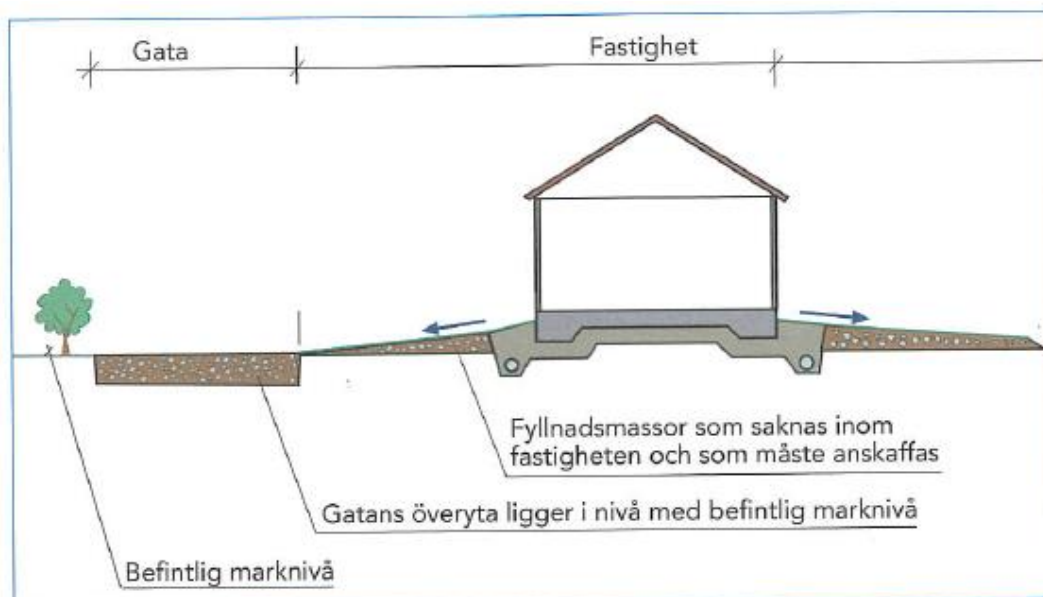 Gata
Fastighet
Fyllnadsmassor som saknas inom
fastigheten och som måste anskaffas
Gatans överyta ligger i nivå med befintlig marknivå
Befintlig marknivå